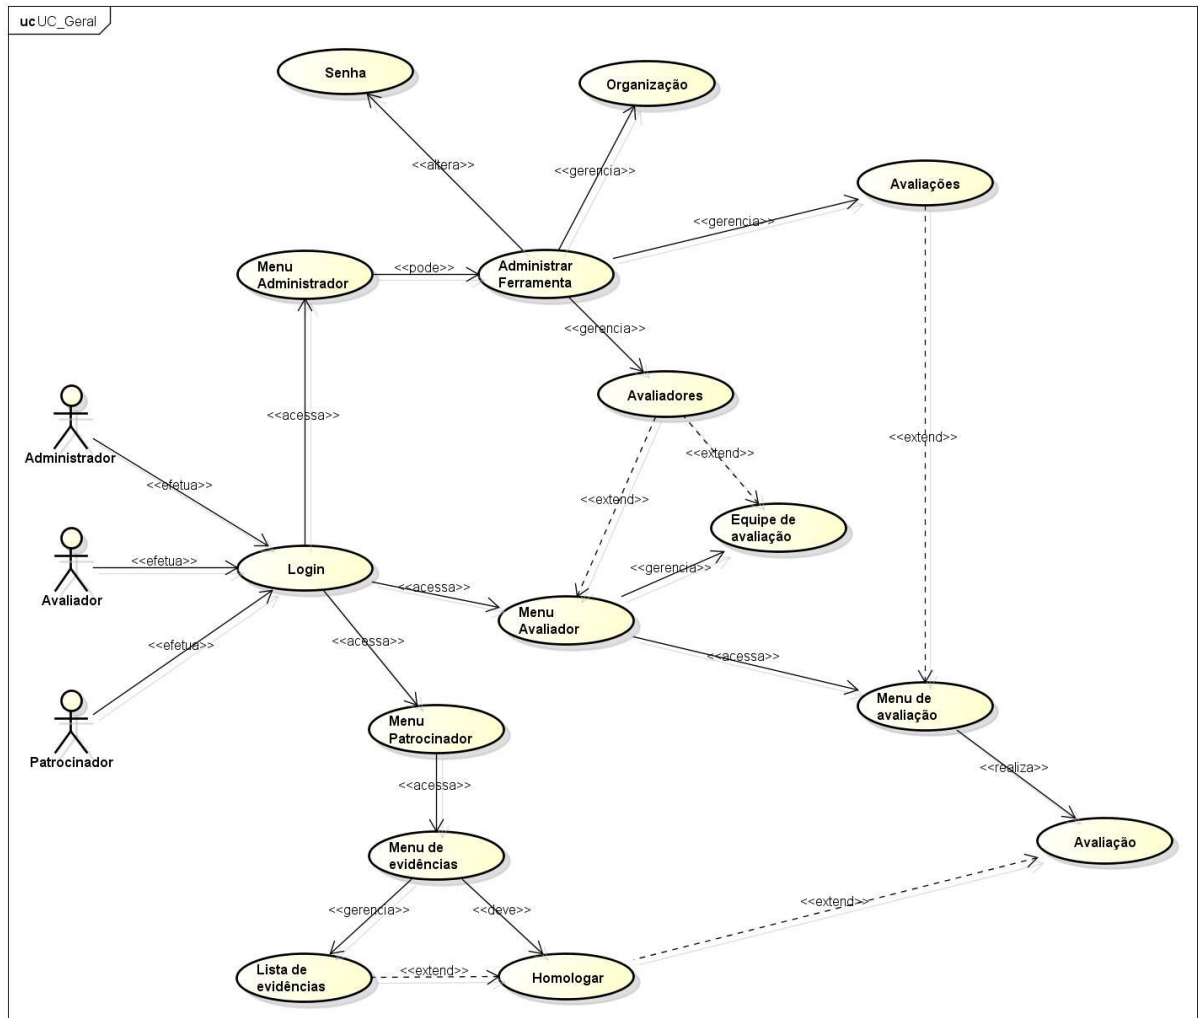 uc UC_Geral
Senha
Organização
<<altera>>
<<gerencia>>
Avaliações
<<gerencia>>
Menu
Administrador
<<pode>>
Administrar
Ferramenta
<<gerencia>>
Avaliadores
<<acessa>>
<<extend>>
Administrador
<<extend>>
<<efetua>>
<<extend>>
Equipe de
avaliação
<<efetua>>
Login
<<gerencia>>
<<acessa>>
Avaliador
Menu
Avaliador
<<efetua>>
<<acessa>>
<<acessa>>
Menu de
avaliação
Menu
Patrocinador
Patrocinador
<<realiza>>
<<acessa>>
Avaliação
Menu de
evidências
<<gerencia>>
<<deve>>
<<extend>>
Lista de
evidências
<<extend>>
Homologar